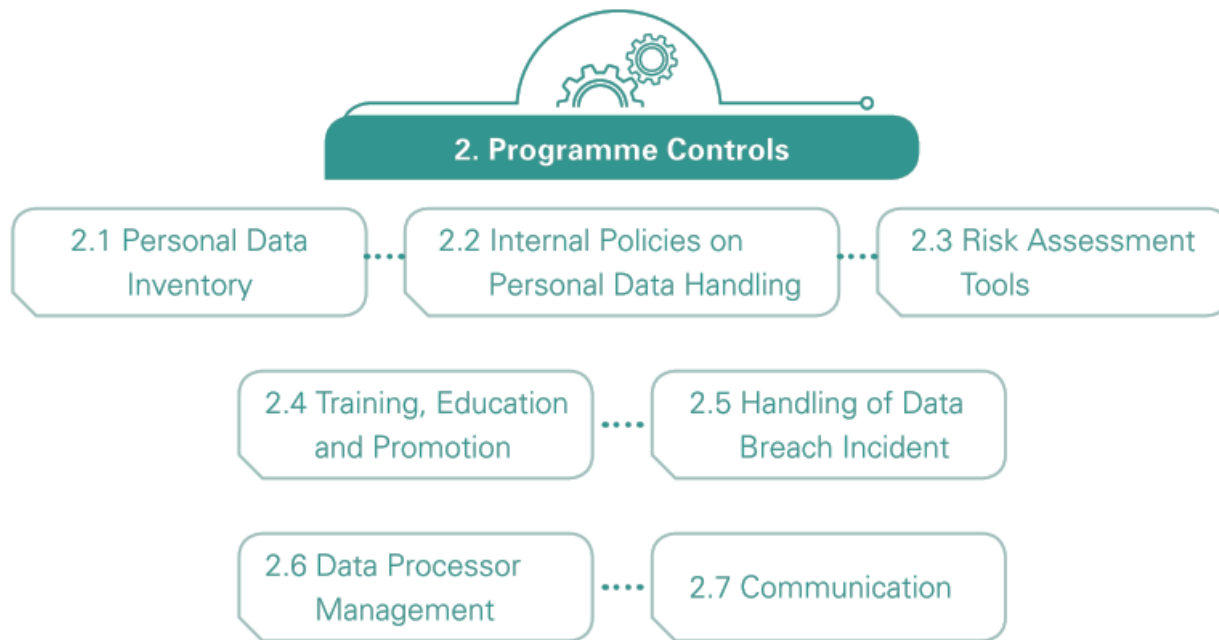 2. Programme Controls
2.1 Personal Data
Inventory
2.2 Internal Policies on
Personal Data Handling
2.3 Risk Assessment
Tools
2.4 Training, Education
and Promotion
2.5 Handling of Data
Breach Incident
2.6 Data Processor
Management
2.7 Communication